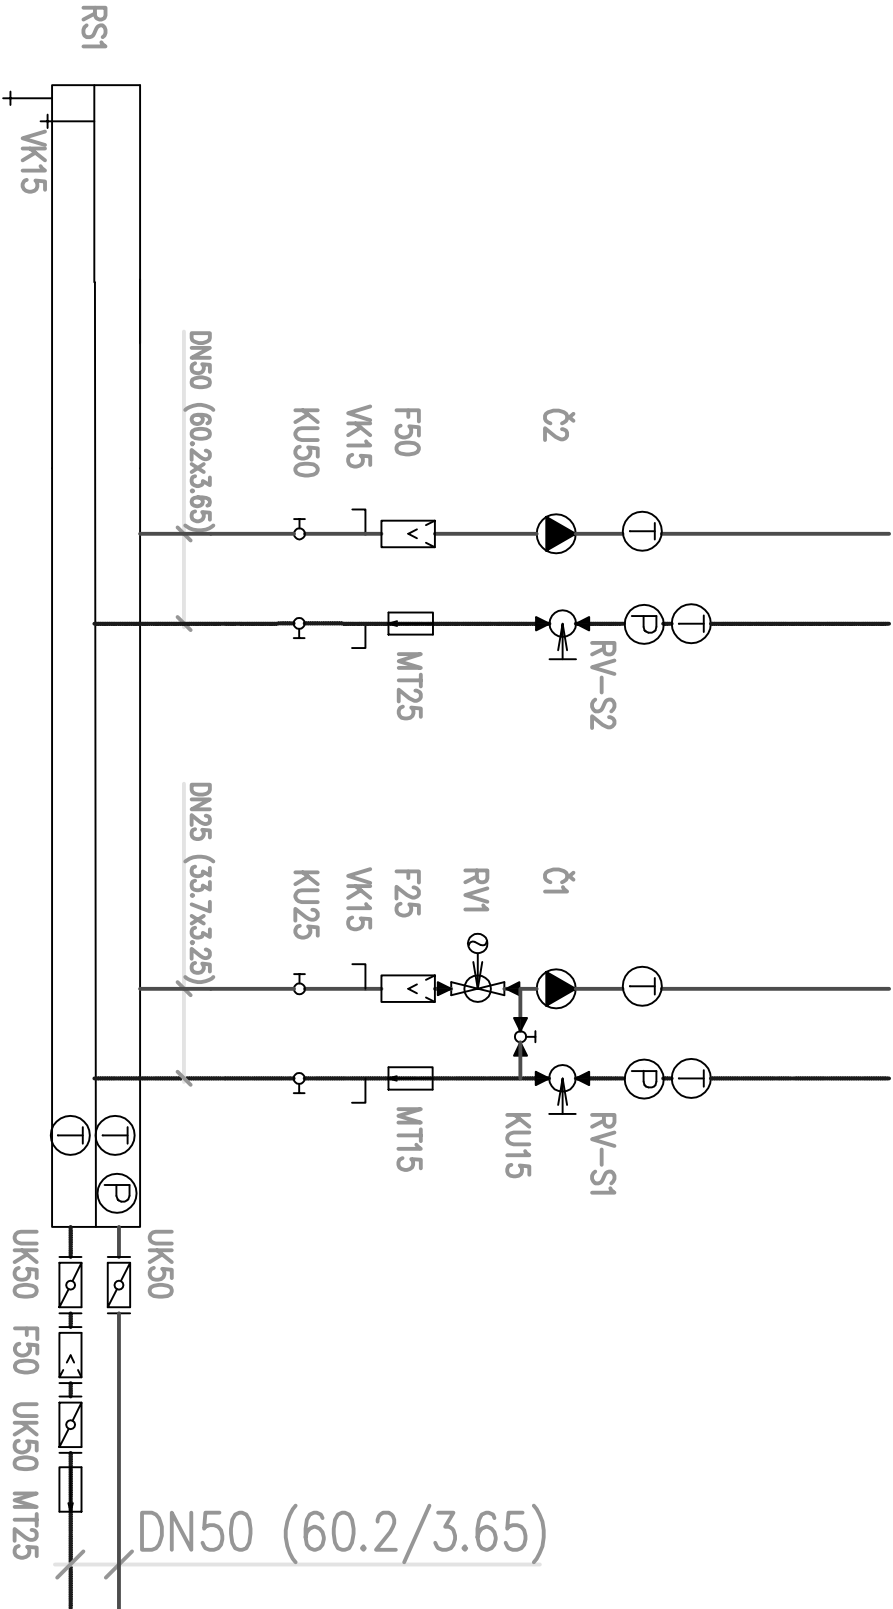 RS1
VK15
DN50 (60.2x3.65)
KU50
VK15
F50
Č2
T
P
T
MT25
RV-S2
DN25 (33.7x3.25)
KU25
VK15
F25
RV1
Č1
T
P
T
MT15
KU15
RV-S1
T
T
P
UK50
UK50
F50
UK50
MT25
DN50 (60.2/3.65)